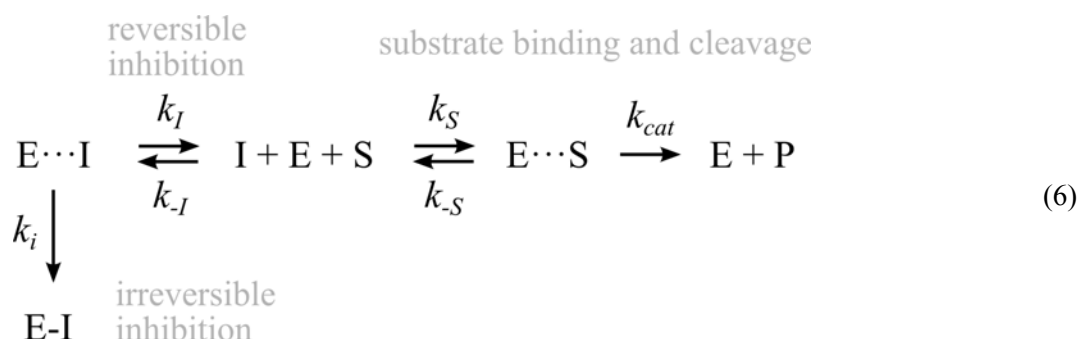 reversible
inhibition
substrate binding and cleavage
k_I k_S k_cat
E···I I + E + S E···S E + P
k_-I k_-S
(6)
k_i
E-I
irreversible
inhibition